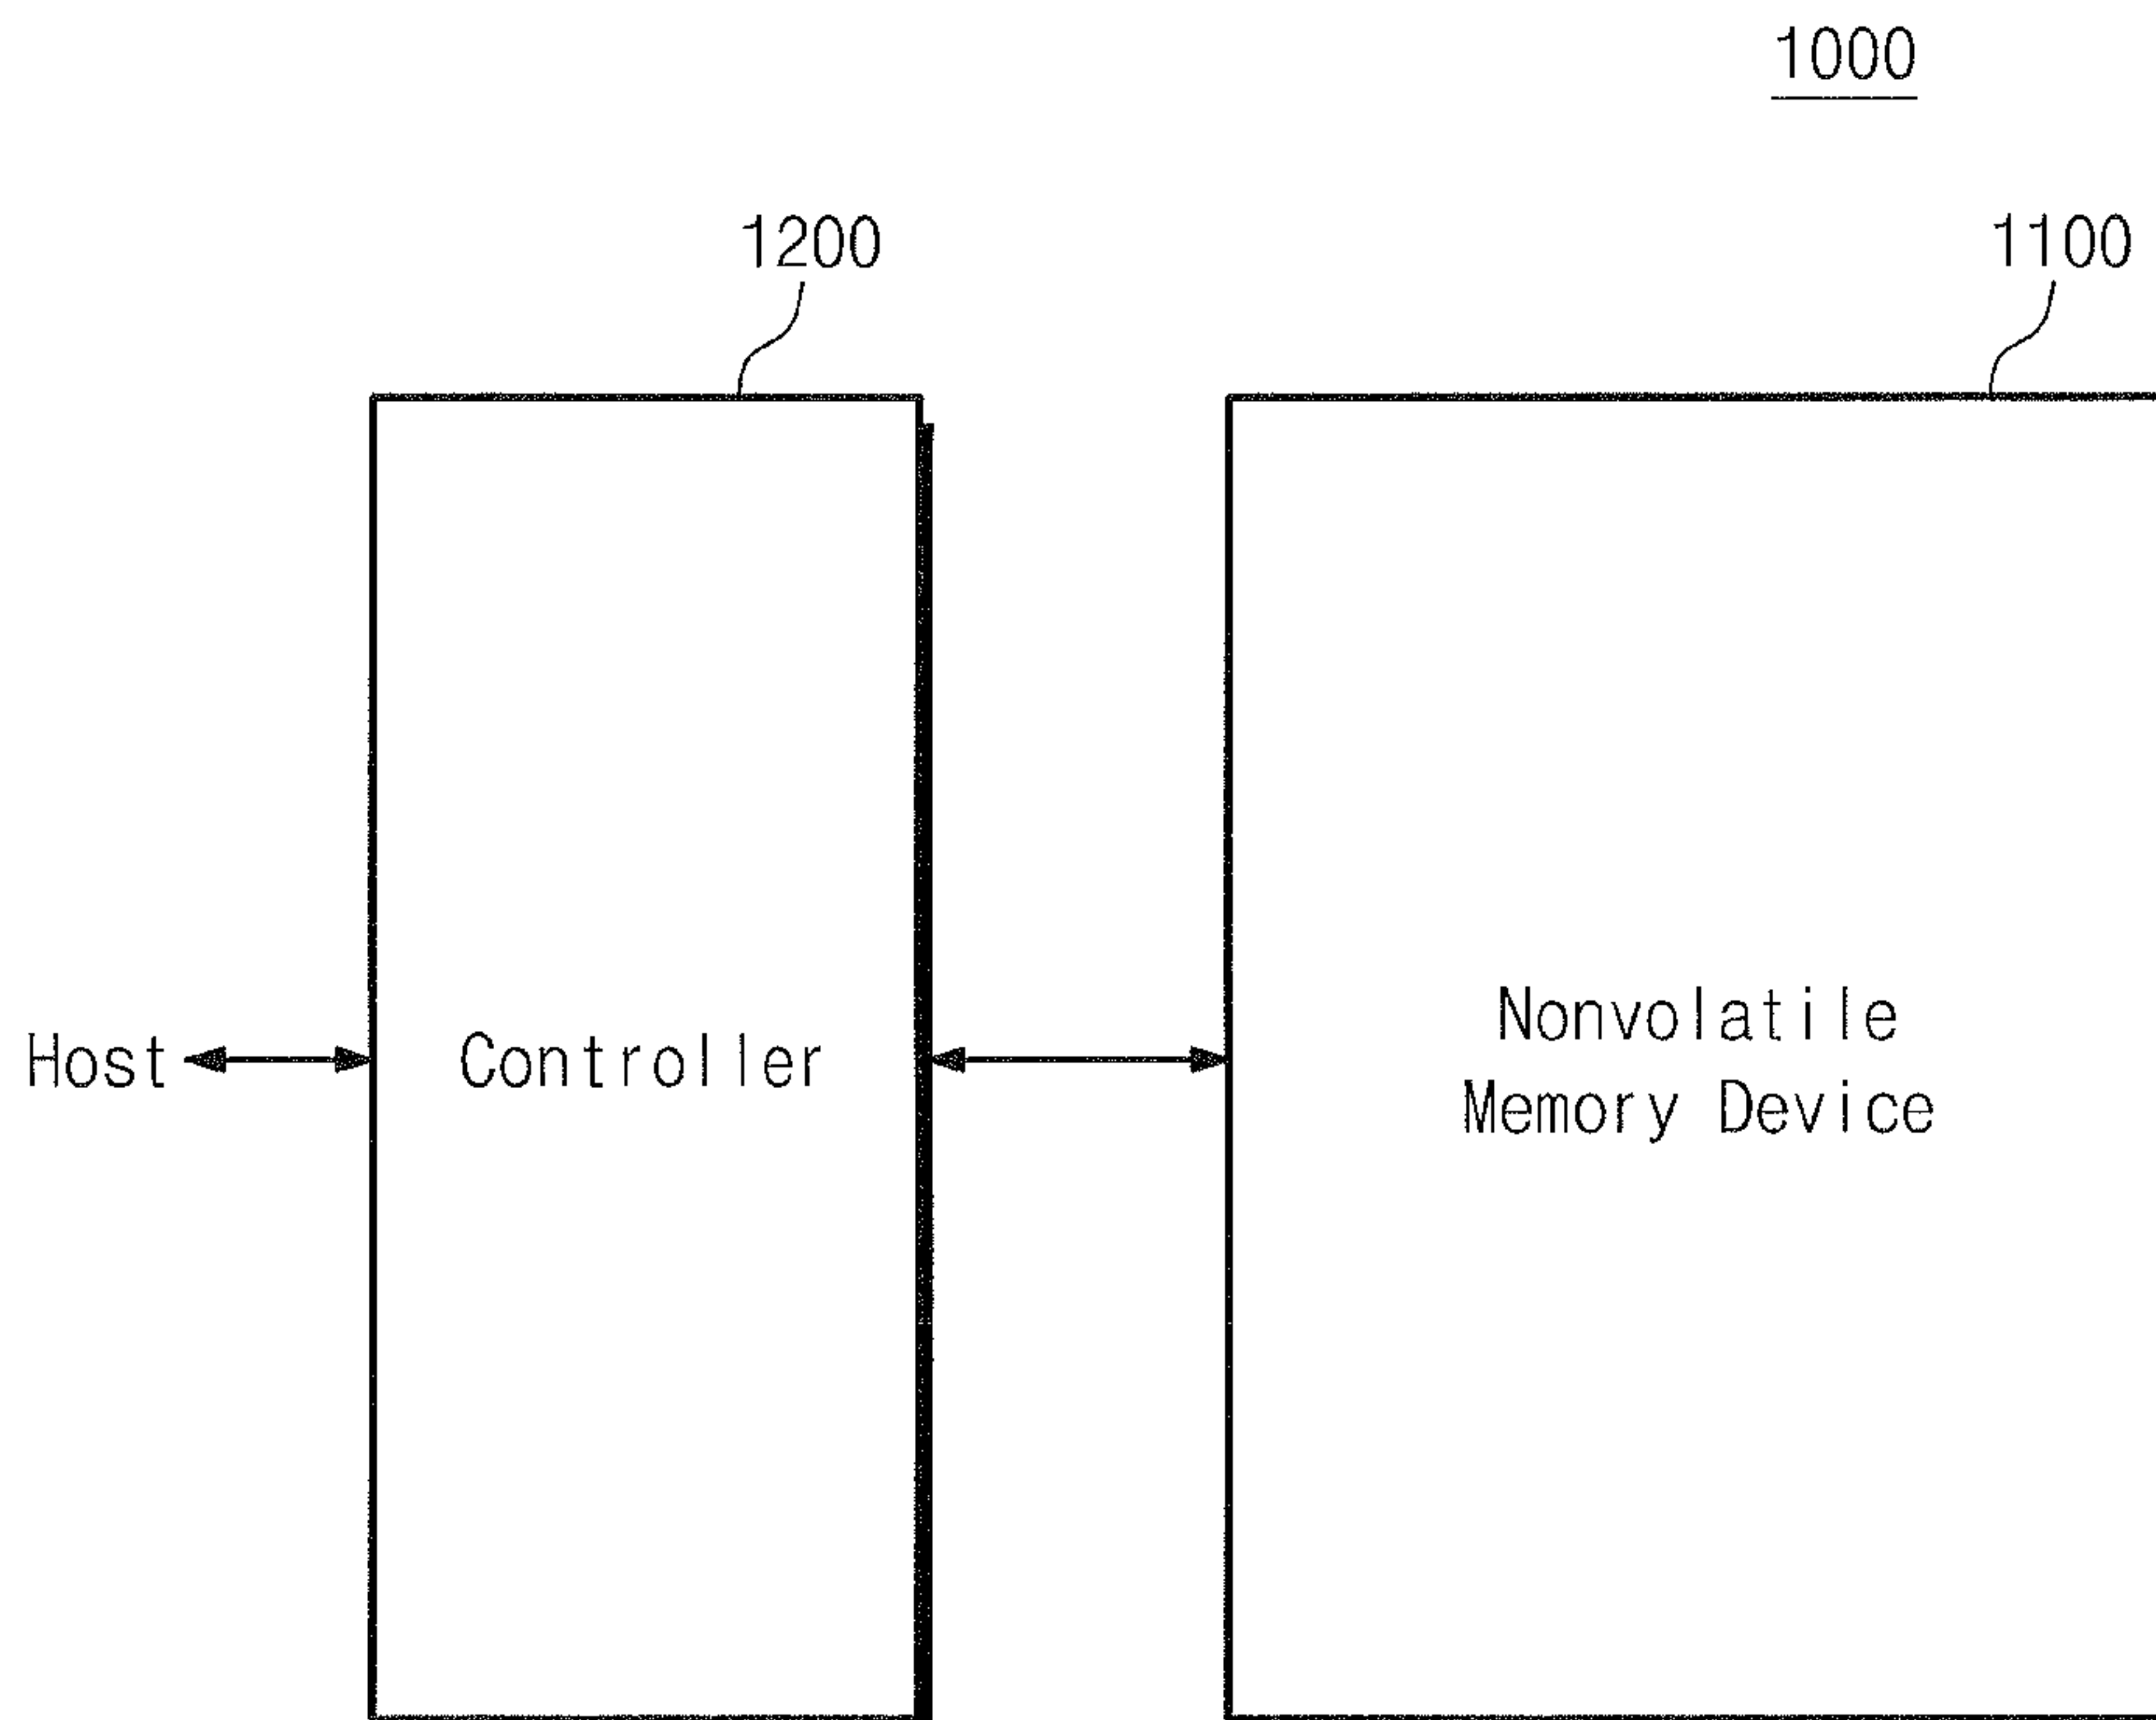 1000
1200
1100
Host
Controller
Nonvolatile
Memory Device